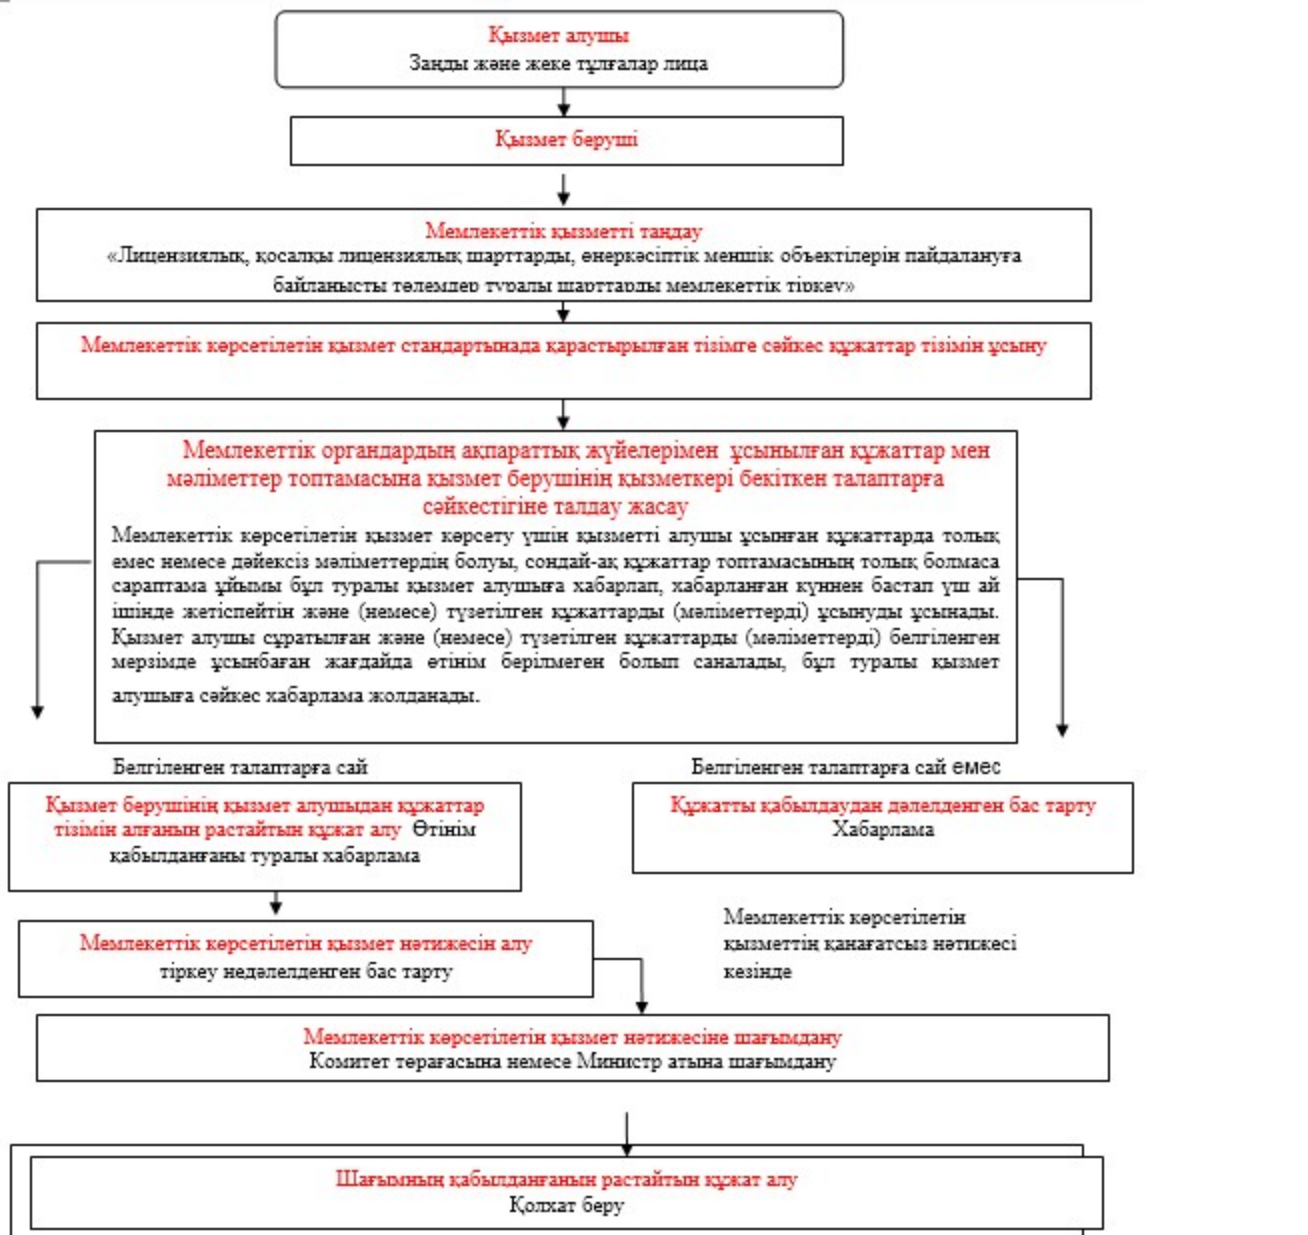 Қызмет алушы
Заңды және жеке тұлғалар лица
Қызмет беруші
Мемлекеттік қызметті таңдау
«Лицензиялық, қосалқы лицензиялық шарттарды, өнеркәсіптік меншік объектілерін пайдалануға
байланысты төлемдер туралы шарттарды мемлекеттік тіркеу»
Мемлекеттік көрсетілетін қызмет стандартынада қарастырылған тізімге сәйкес құжаттар тізімін ұсыну
Мемлекеттік органдардың ақпараттық жүйелерімен ұсынылған құжаттар мен
мәліметтер топтамасына қызмет берушінің қызметкері бекіткен талаптарға
сәйкестігіне талдау жасау
Мемлекеттік көрсетілетін қызмет көрсету үшін қызметті алушы ұсынған құжаттарда толық
емес немесе дәйексіз мәліметтердің болуы, сондай-ақ құжаттар топтамасының толық болмаса
сараптама ұйымы бұл туралы қызмет алушыға хабарлап, хабарланған күннен бастап үш ай
ішінде жетіспейтін және (немесе) түзетілген құжаттарды (мәліметтерді) ұсынуды ұсынады.
Қызмет алушы сұратылған және (немесе) түзетілген құжаттарды (мәліметтерді) белгіленген
мерзімде ұсынбаған жағдайда өтінім берілмеген болып саналады, бұл туралы қызмет
алушыға сәйкес хабарлама жолданады.
Белгіленген талаптарға сай
Белгіленген талаптарға сай емес
Қызмет берушінің қызмет алушыдан құжаттар
тізімін алғанын растайтын құжат алу Өтінім
қабылданғаны туралы хабарлама
Құжатты қабылдаудан дәлелденген бас тарту
Хабарлама
Мемлекеттік көрсетілетін қызмет нәтижесін алу
тіркеу недәлелденген бас тарту
Мемлекеттік көрсетілетін
қызметтің қанағатсыз нәтижесі
кезінде
Мемлекеттік көрсетілетін қызмет нәтижесіне шағымдану
Комитет төрағасына немесе Министр атына шағымдану
Шағымның қабылданғанын растайтын құжат алу
Қолхат беру